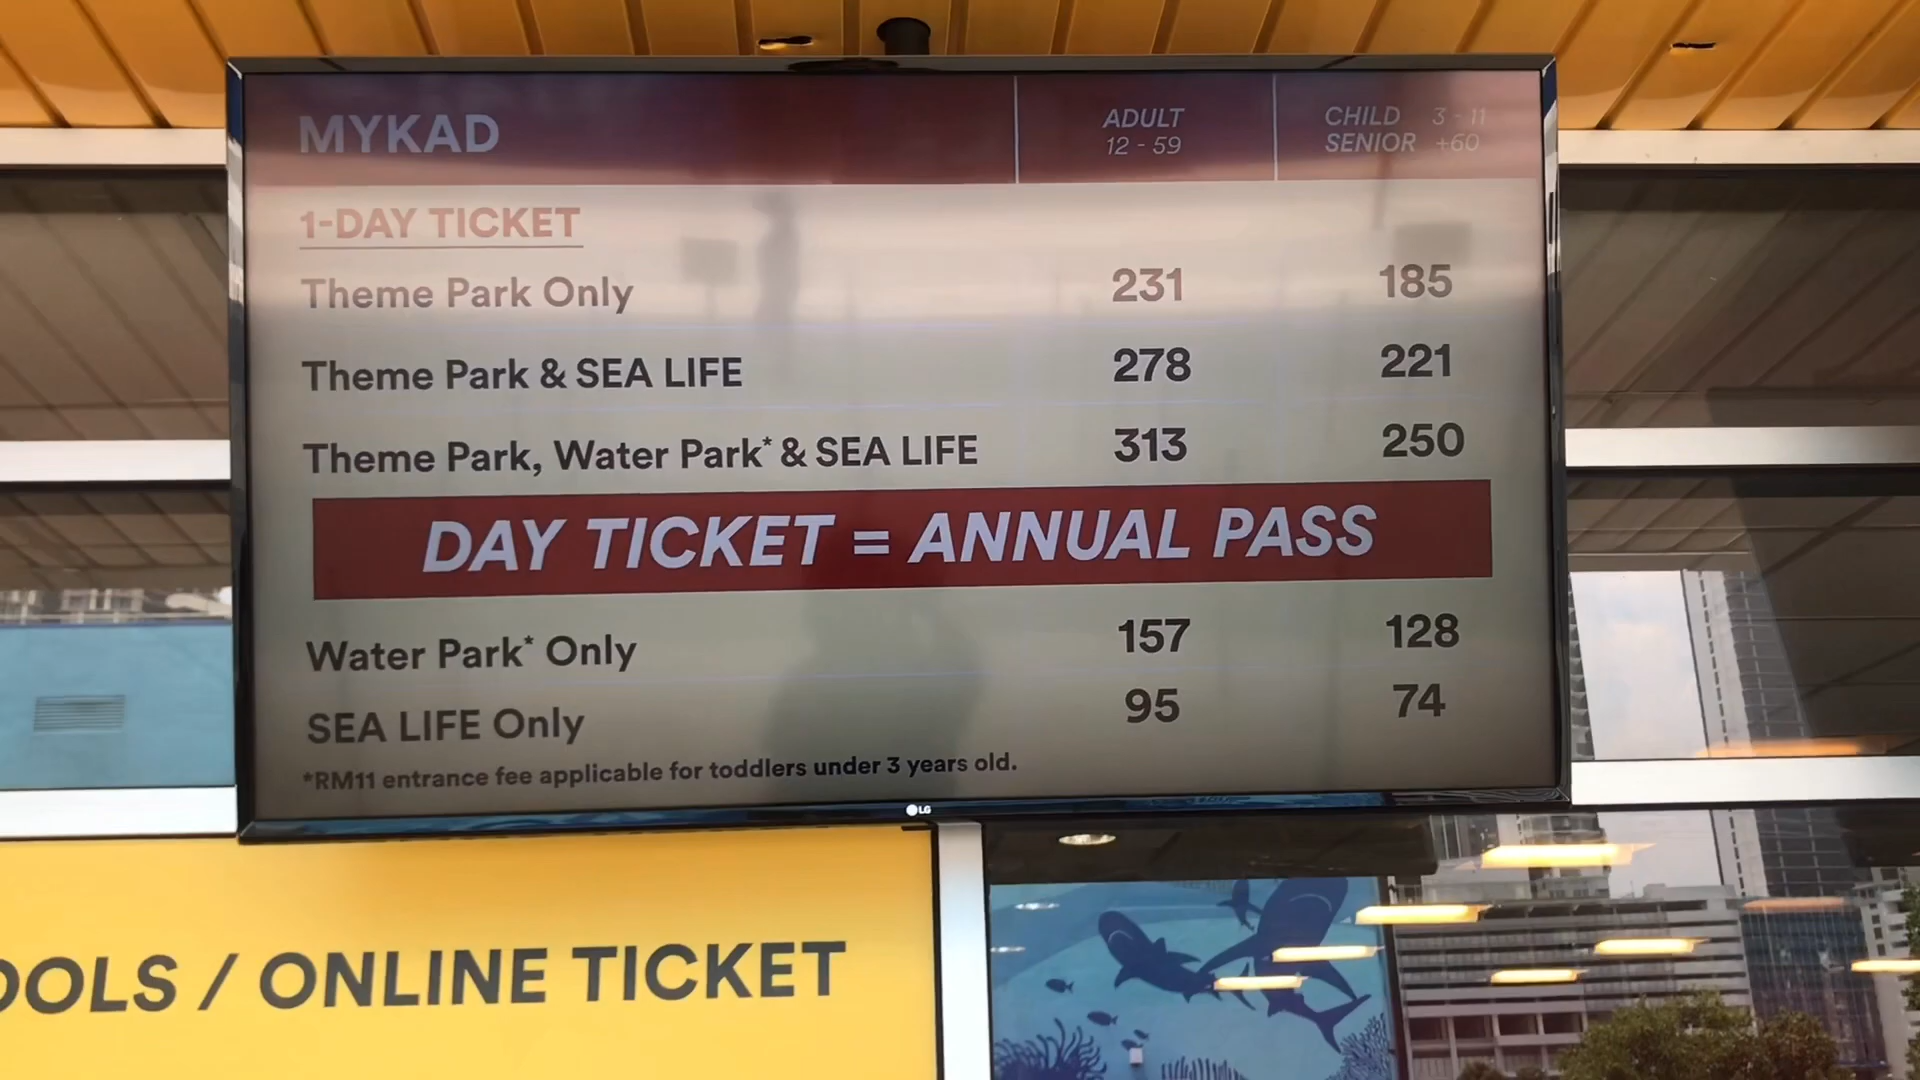 MYKAD
ADULT
12 - 59
CHILD 3 - 11
SENIOR +60
1-DAY TICKET
Theme Park Only 231 185
Theme Park & SEA LIFE 278 221
Theme Park, Water Park* & SEA LIFE 313 250
DAY TICKET = ANNUAL PASS
Water Park* Only 157 128
SEA LIFE Only 95 74
*RM11 entrance fee applicable for toddlers under 3 years old.
LG
OOLS / ONLINE TICKET